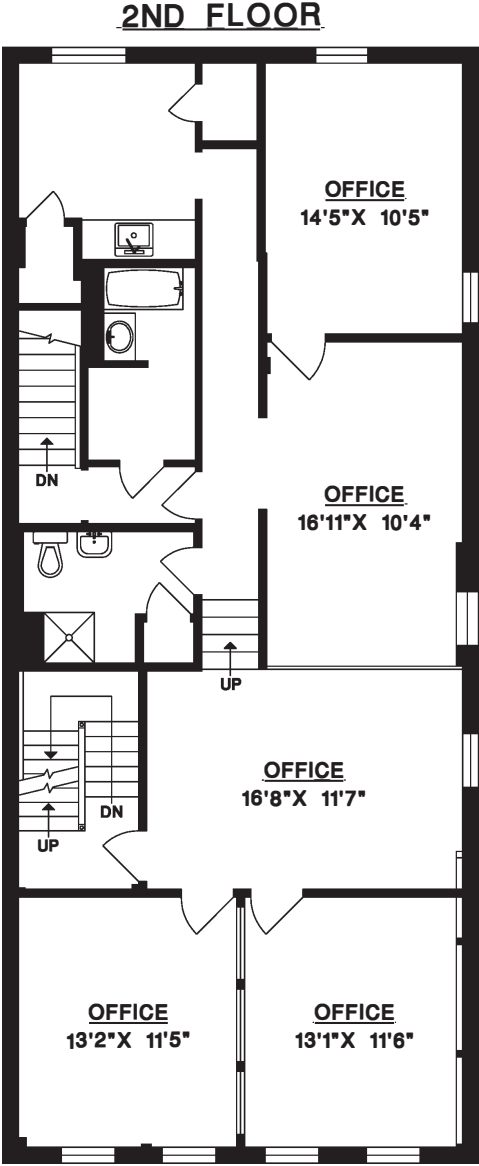 2ND FLOOR
OFFICE
14'5"X 10'5"
DN
OFFICE
16'11"X 10'4"
UP
OFFICE
16'8"X 11'7"
DN
UP
OFFICE
13'2"X 11'5"
OFFICE
13'1"X 11'6"